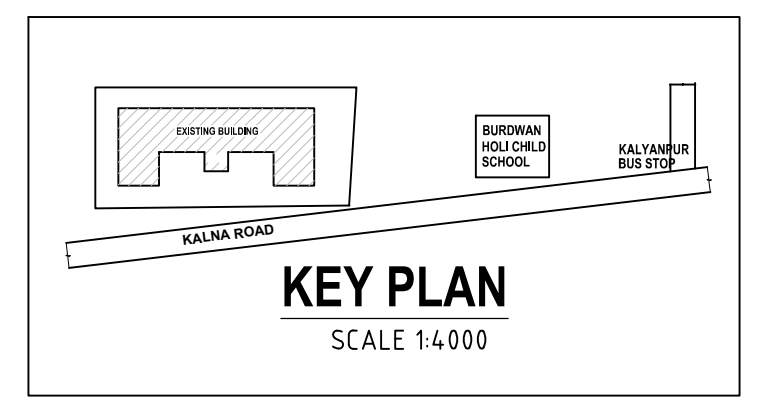 EXISTING BUILDING
BURDWAN
HOLI CHILD
SCHOOL
KALYANPUR
BUS STOP
KALNA ROAD
KEY PLAN
SCALE 1:4000